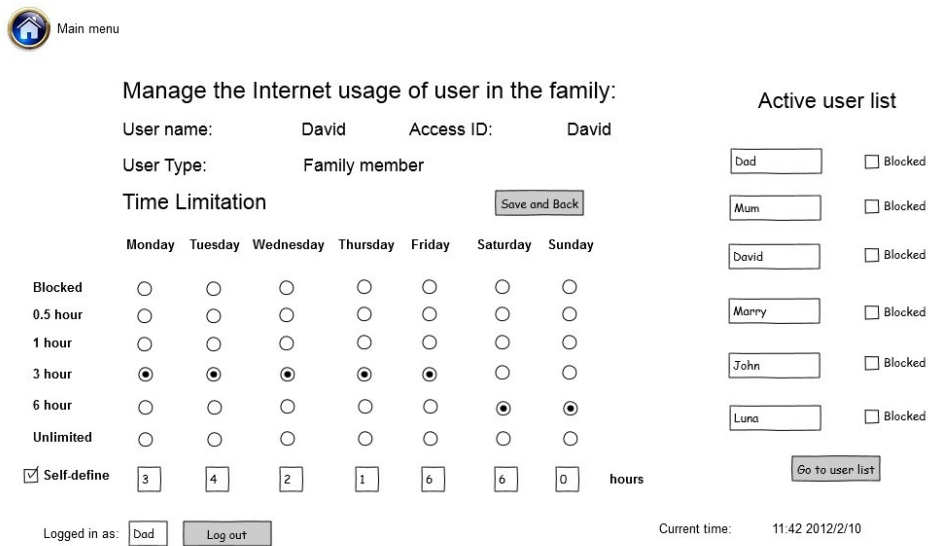 Main menu
Manage the Internet usage of user in the family:
User name: David Access ID: David
User Type: Family member
Time Limitation
Save and Back
Monday Tuesday Wednesday Thursday Friday Saturday Sunday
Blocked
0.5 hour
1 hour
3 hour
6 hour
Unlimited
Self-define 3 4 2 1 6 6 0 hours
Logged in as: Dad Log out
Active user list
Dad Blocked
Mum Blocked
David Blocked
Marry Blocked
John Blocked
Luna Blocked
Go to user list
Current time: 11:42 2012/2/10